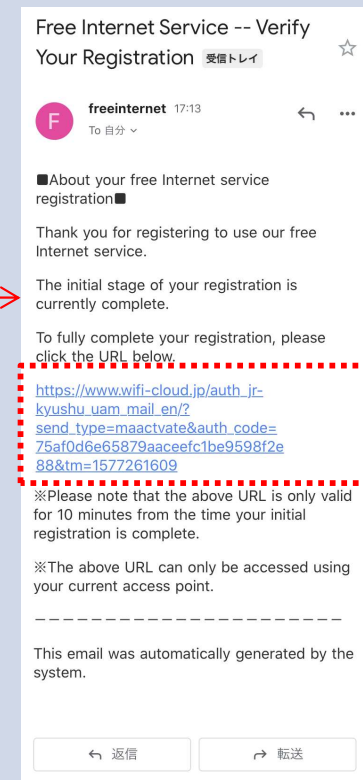 Free Internet Service -- Verify
Your Registration 受信トレイ
F
freeinternet 17:13
To 自分
■About your free Internet service
registration■
Thank you for registering to use our free
Internet service.
The initial stage of your registration is
currently complete.
To fully complete your registration, please
click the URL below.
https://www.wifi-cloud.jp/auth_jr-
kyushu_uam_mail_en/?
send_type=maactvate&auth_code=
75af0d6e65879aaceefc1be9598f2e
88&tm=1577261609
※Please note that the above URL is only valid
for 10 minutes from the time your initial
registration is complete.
※The above URL can only be accessed using
your current access point.
－－－－－－－－－－－－－－－－－－－－－－－
This email was automatically generated by the
system.
返信
転送